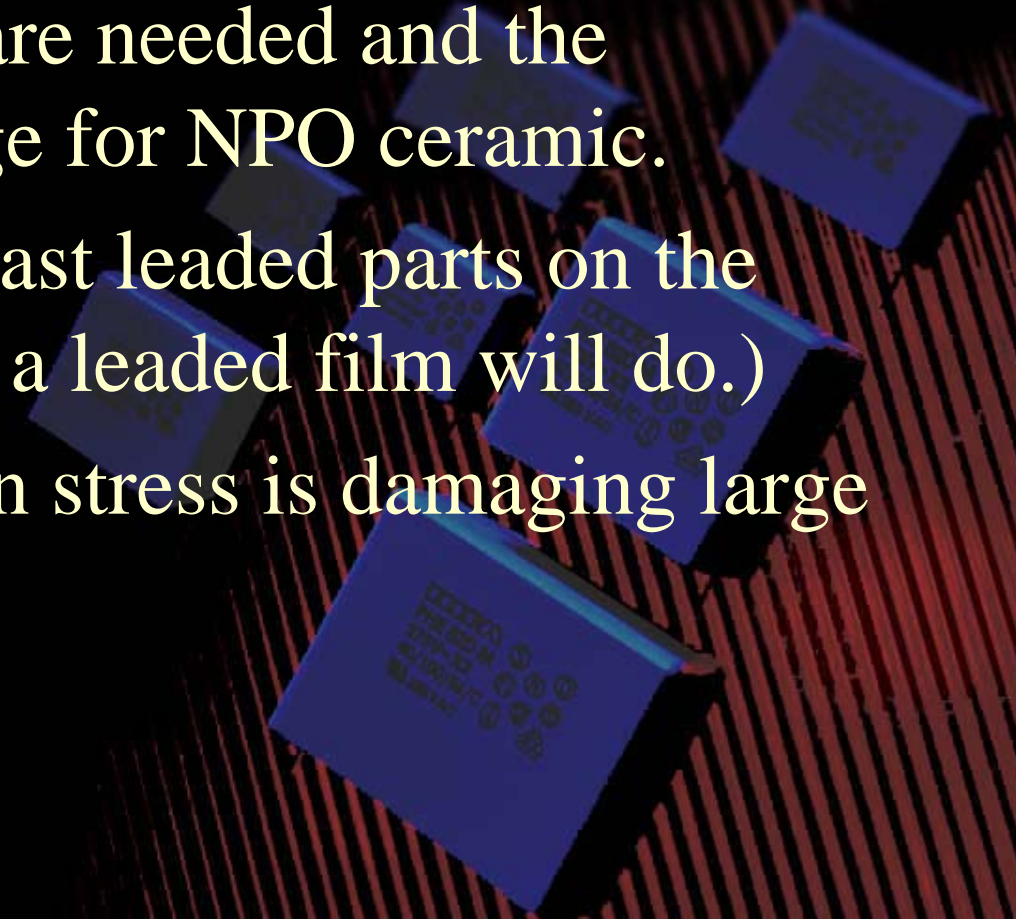 are needed and the
ge for NPO ceramic.
ast leaded parts on the
a leaded film will do.)
n stress is damaging large